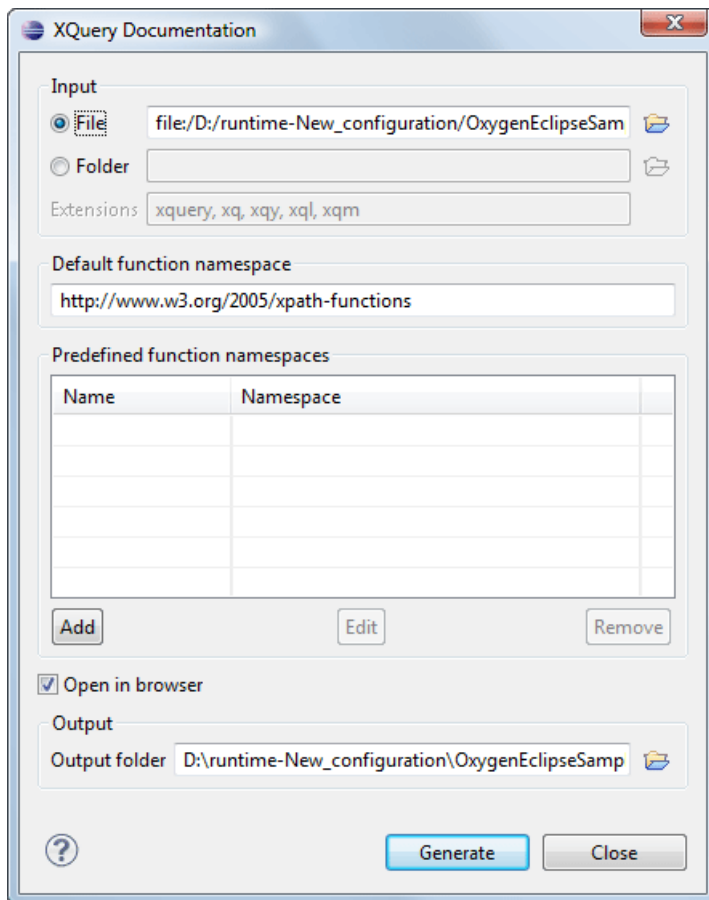 XQuery Documentation
Input
File file:/D:/runtime-New_configuration/OxygenEclipseSam
Folder
Extensions xquery, xq, xqy, xql, xqm
Default function namespace
http://www.w3.org/2005/xpath-functions
Predefined function namespaces
Name Namespace
Add Edit Remove
Open in browser
Output
Output folder D:\runtime-New_configuration\OxygenEclipseSamp
? Generate Close